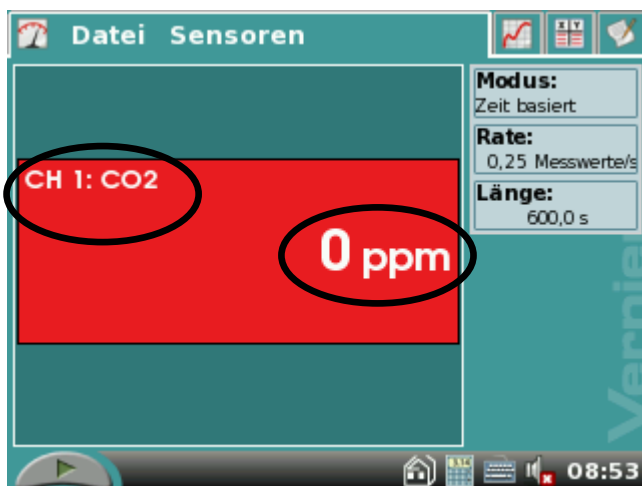 Datei Sensoren
Modus:
Zeit basiert
Rate:
0,25 Messwerte/s
Länge:
600,0 s
CH 1: CO2
0 ppm
Vernier
08:53